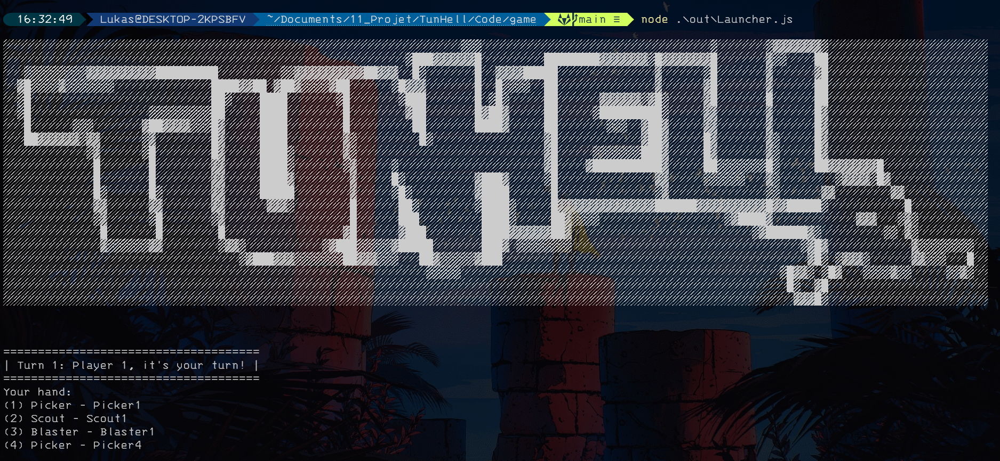 16:32:49 Lukas@DESKTOP-2KPSBFV ~/Documents/11_Projet/TunHell/Code/game main ≡ node .\out\Launcher.js
TUNHELL
=====================================
| Turn 1: Player 1, it's your turn! |
=====================================
Your hand:
(1) Picker - Picker1
(2) Scout - Scout1
(3) Blaster - Blaster1
(4) Picker - Picker4